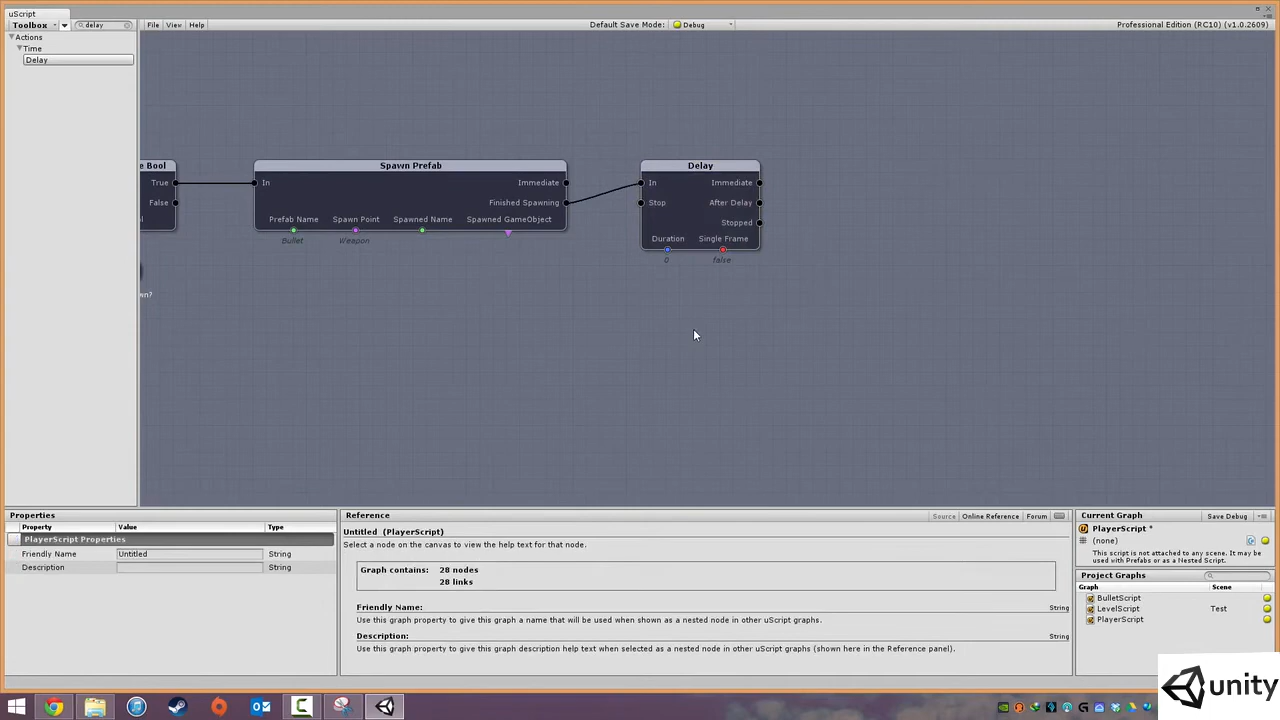 uScript
Toolbox
delay
File View Help
Default Save Mode: Debug
Professional Edition (RC10) (v1.0.2609)
Actions
Time
Delay
e Bool
True
False
al
wn?
Spawn Prefab
In
Immediate
Finished Spawning
Prefab Name Spawn Point Spawned Name Spawned GameObject
Bullet Weapon
Delay
In
Immediate
Stop
After Delay
Stopped
Duration Single Frame
0 false
Properties
Property Value Type
PlayerScript Properties
Friendly Name Untitled String
Description String
Reference
Source Online Reference Forum
Untitled (PlayerScript)
Select a node on the canvas to view the help text for that node.
Graph contains: 28 nodes
28 links
Friendly Name: String
Use this graph property to give this graph a name that will be used when shown as a nested node in other uScript graphs.
Description: String
Use this graph property to give this graph description help text when selected as a nested node in other uScript graphs (shown here in the Reference panel).
Current Graph
Save Debug
PlayerScript *
(none)
This script is not attached to any scene. It may be
used with Prefabs or as a Nested Script.
Project Graphs
Graph Scene
BulletScript
LevelScript Test
PlayerScript
unity